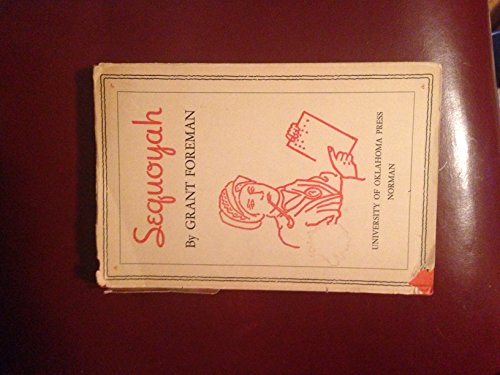 Sequoyah
By GRANT FOREMAN
UNIVERSITY OF OKLAHOMA PRESS
NORMAN